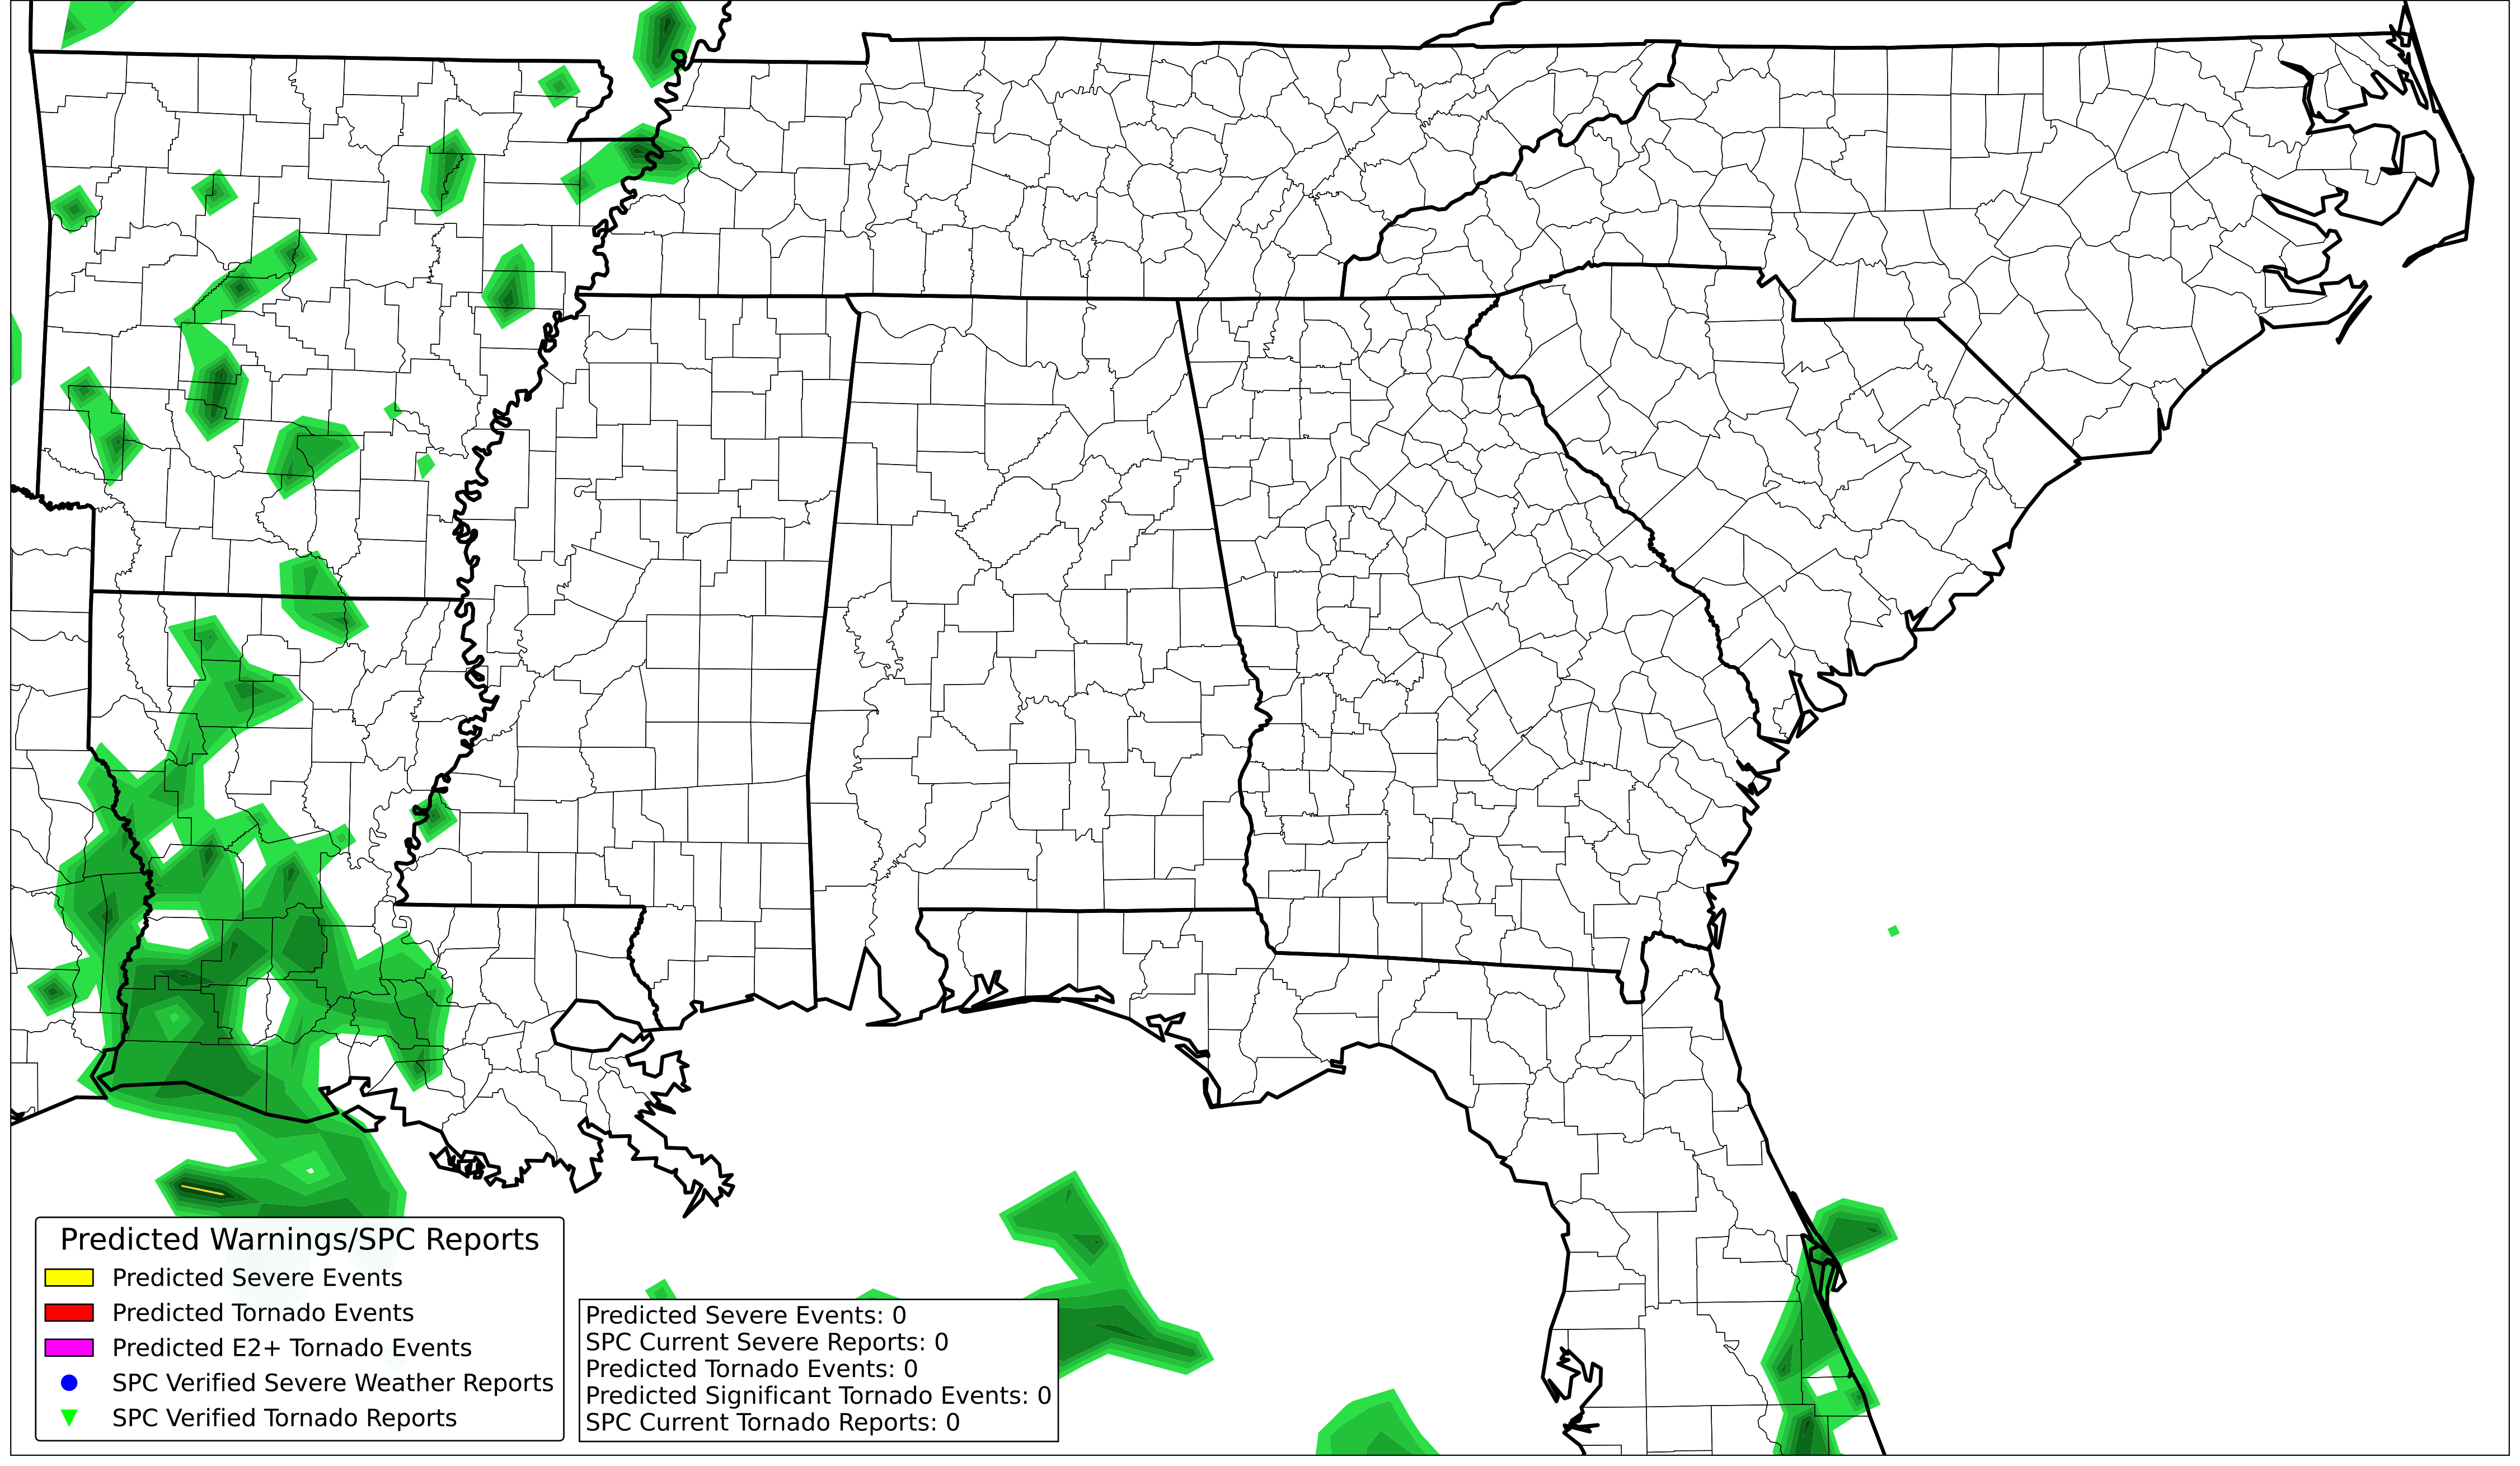 Predicted Warnings/SPC Reports
Predicted Severe Events
Predicted Tornado Events
Predicted E2+ Tornado Events
SPC Verified Severe Weather Reports
SPC Verified Tornado Reports
Predicted Severe Events: 0
SPC Current Severe Reports: 0
Predicted Tornado Events: 0
Predicted Significant Tornado Events: 0
SPC Current Tornado Reports: 0